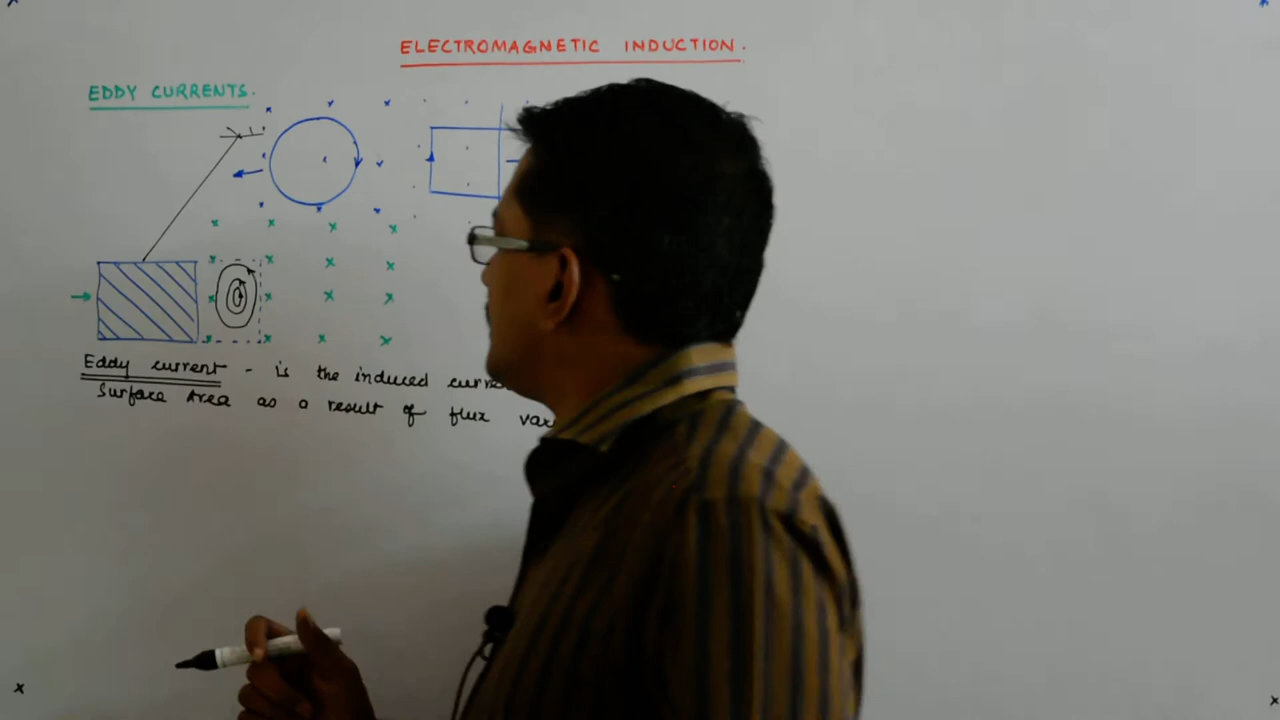 ELECTROMAGNETIC INDUCTION.
EDDY CURRENTS.
Eddy current - is the induced
Surface Area as a result of flux